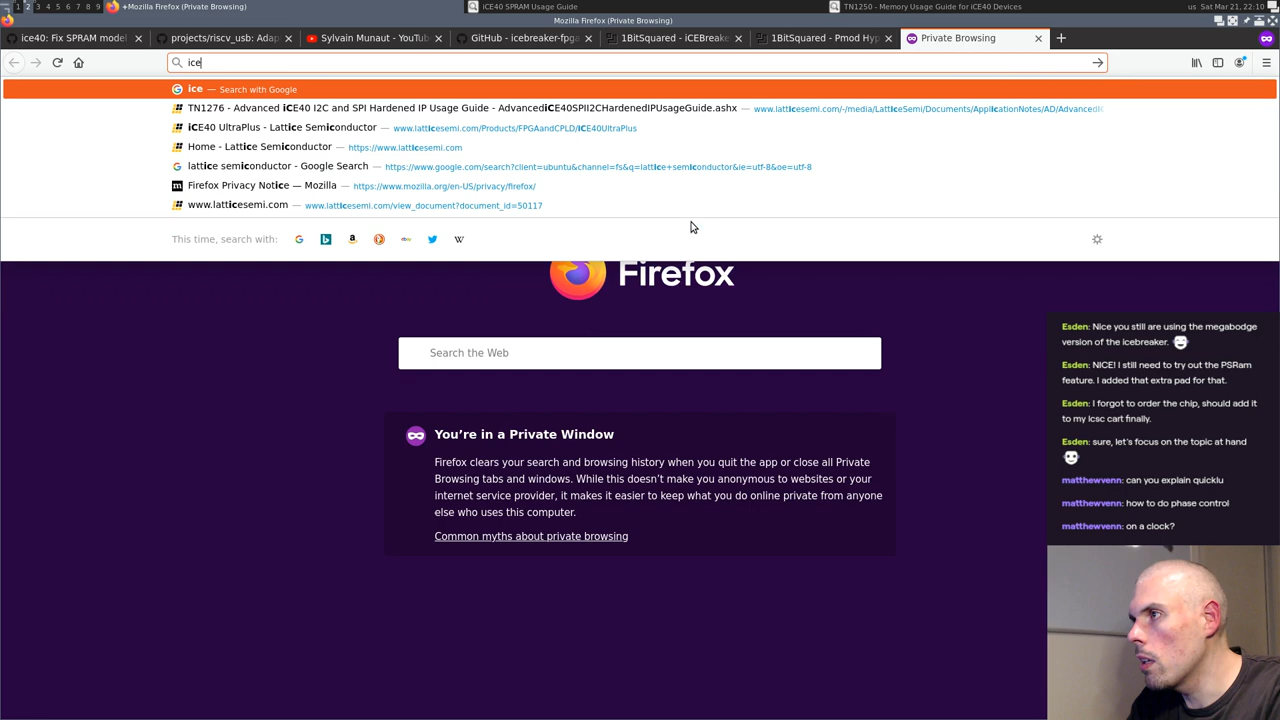 1 2 3 4 5 6 7 8 9
+Mozilla Firefox (Private Browsing)
iCE40 SPRAM Usage Guide
TN1250 - Memory Usage Guide for iCE40 Devices
us Sat Mar 21, 22:10
Mozilla Firefox (Private Browsing)
ice40: Fix SPRAM model
projects/riscv_usb: Adap
Sylvain Munaut - YouTub
GitHub - icebreaker-fpga
1BitSquared - iCEBreake
1BitSquared - Pmod Hyp
Private Browsing
ice
ice — Search with Google
TN1276 - Advanced iCE40 I2C and SPI Hardened IP Usage Guide - AdvancediCE40SPII2CHardenedIPUsageGuide.ashx — www.latticesemi.com/-/media/LatticeSemi/Documents/ApplicationNotes/AD/Advanced
iCE40 UltraPlus - Lattice Semiconductor — www.latticesemi.com/Products/FPGAandCPLD/iCE40UltraPlus
Home - Lattice Semiconductor — https://www.latticesemi.com
lattice semiconductor - Google Search — https://www.google.com/search?client=ubuntu&channel=fs&q=lattice+semiconductor&ie=utf-8&oe=utf-8
Firefox Privacy Notice — Mozilla — https://www.mozilla.org/en-US/privacy/firefox/
www.latticesemi.com — www.latticesemi.com/view_document?document_id=50117
This time, search with:
Firefox
Search the Web
You're in a Private Window
Firefox clears your search and browsing history when you quit the app or close all Private
Browsing tabs and windows. While this doesn't make you anonymous to websites or your
internet service provider, it makes it easier to keep what you do online private from anyone
else who uses this computer.
Common myths about private browsing
Esden: Nice you still are using the megabodge
version of the icebreaker.
Esden: NICE! I still need to try out the PSRam
feature. I added that extra pad for that.
Esden: I forgot to order the chip, should add it
to my lcsc cart finally.
Esden: sure, let's focus on the topic at hand
matthewvenn: can you explain quicklu
matthewvenn: how to do phase control
matthewvenn: on a clock?